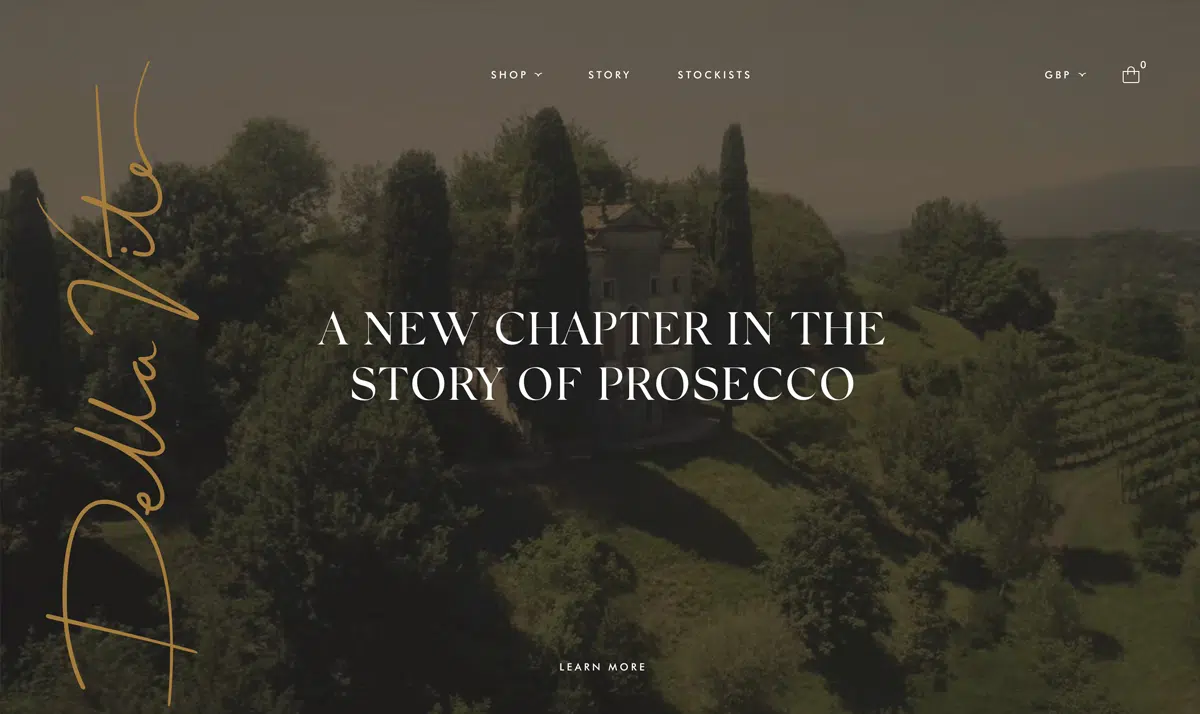 SHOP
STORY
STOCKISTS
GBP
0
Della Vite
A NEW CHAPTER IN THE
STORY OF PROSECCO
LEARN MORE